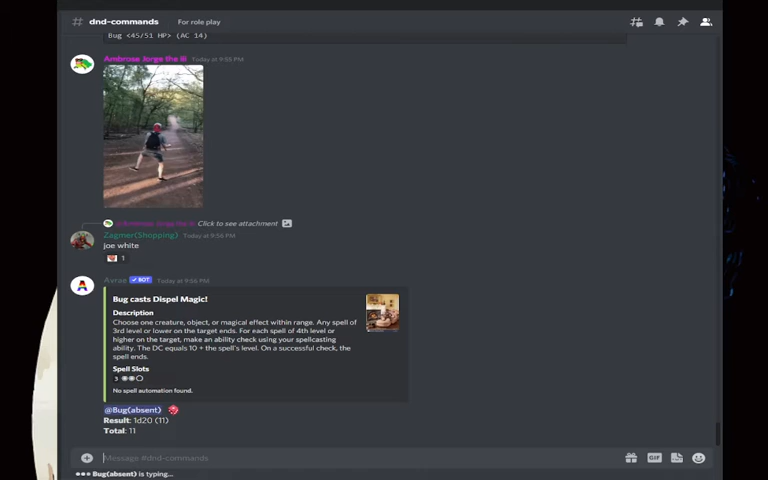 # dnd-commands For role play
Bug <45/51 HP> (AC 14)
Ambrose Jorge the iii Today at 9:55 PM
Click to see attachment
Zagmer(Shopping) Today at 9:56 PM
joe white
1
Avrae BOT Today at 9:56 PM
Bug casts Dispel Magic!
Description
Choose one creature, object, or magical effect within range. Any spell of
3rd level or lower on the target ends. For each spell of 4th level or
higher on the target, make an ability check using your spellcasting
ability. The DC equals 10 + the spell's level. On a successful check, the
spell ends.
Spell Slots
3
No spell automation found.
@Bug(absent)
Result: 1d20 (11)
Total: 11
Message #dnd-commands
GIF
Bug(absent) is typing...